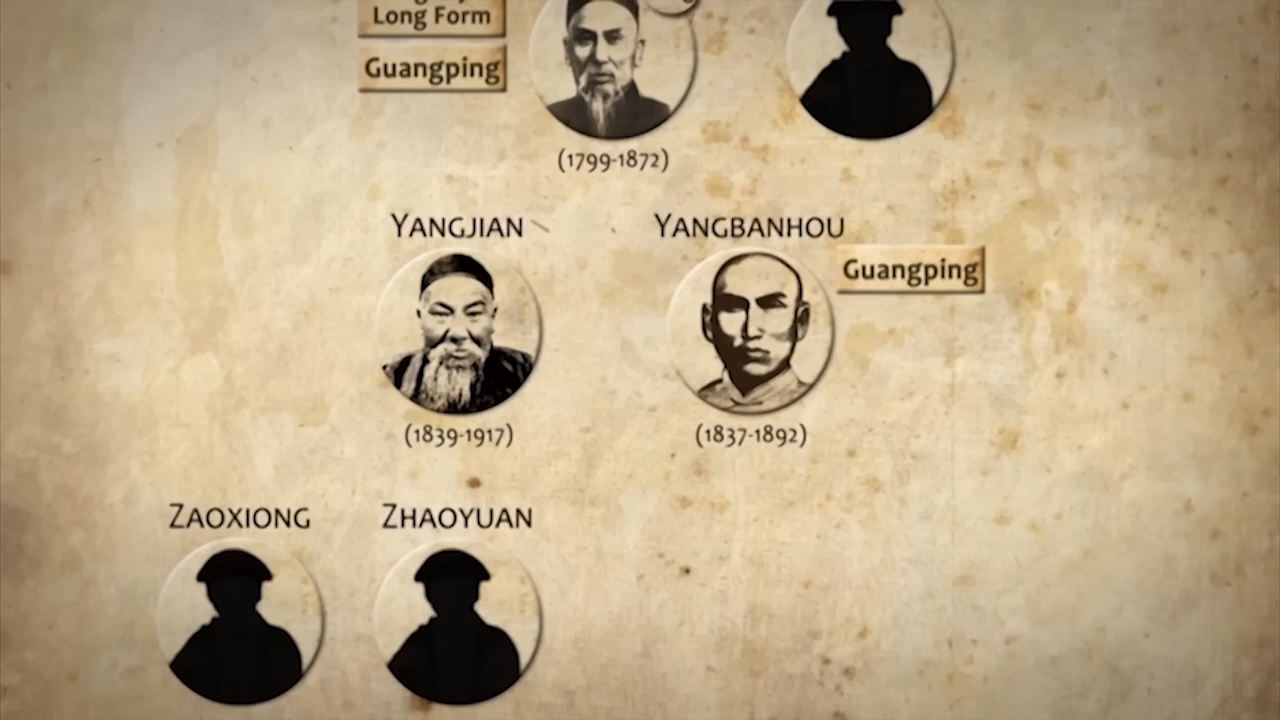 Long Form
Guangping
(1799-1872)
YANGJIAN
YANGBANHOU
Guangping
(1839-1917)
(1837-1892)
ZAOXIONG
ZHAOYUAN